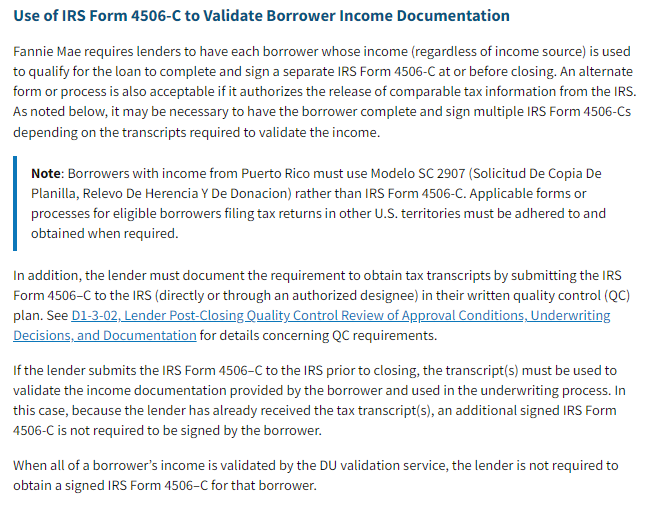 Use of IRS Form 4506-C to Validate Borrower Income Documentation
Fannie Mae requires lenders to have each borrower whose income (regardless of income source) is used
to qualify for the loan to complete and sign a separate IRS Form 4506-C at or before closing. An alternate
form or process is also acceptable if it authorizes the release of comparable tax information from the IRS.
As noted below, it may be necessary to have the borrower complete and sign multiple IRS Form 4506-Cs
depending on the transcripts required to validate the income.
Note: Borrowers with income from Puerto Rico must use Modelo SC 2907 (Solicitud De Copia De
Planilla, Relevo De Herencia Y De Donacion) rather than IRS Form 4506-C. Applicable forms or
processes for eligible borrowers filing tax returns in other U.S. territories must be adhered to and
obtained when required.
In addition, the lender must document the requirement to obtain tax transcripts by submitting the IRS
Form 4506–C to the IRS (directly or through an authorized designee) in their written quality control (QC)
plan. See D1-3-02, Lender Post-Closing Quality Control Review of Approval Conditions, Underwriting
Decisions, and Documentation for details concerning QC requirements.
If the lender submits the IRS Form 4506–C to the IRS prior to closing, the transcript(s) must be used to
validate the income documentation provided by the borrower and used in the underwriting process. In
this case, because the lender has already received the tax transcript(s), an additional signed IRS Form
4506-C is not required to be signed by the borrower.
When all of a borrower’s income is validated by the DU validation service, the lender is not required to
obtain a signed IRS Form 4506–C for that borrower.